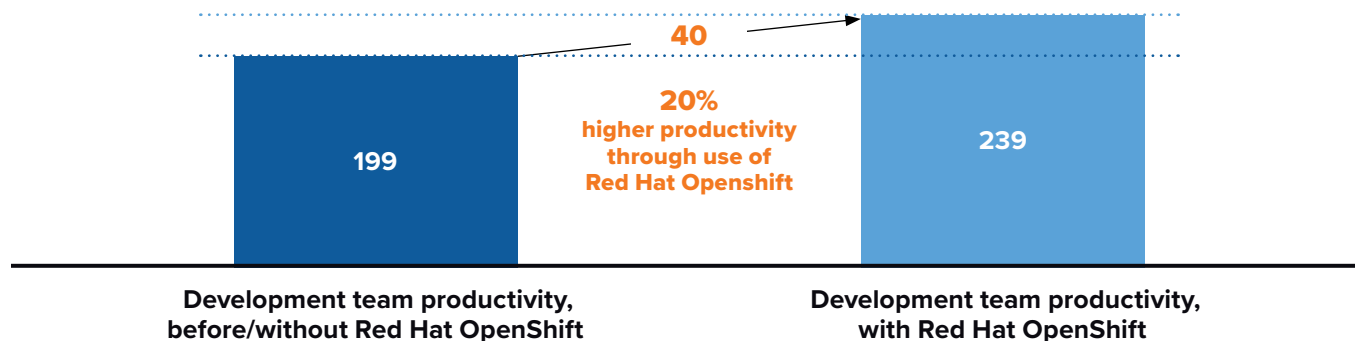 40
20%
higher productivity
through use of
Red Hat Openshift
199
239
Development team productivity,
before/without Red Hat OpenShift
Development team productivity,
with Red Hat OpenShift